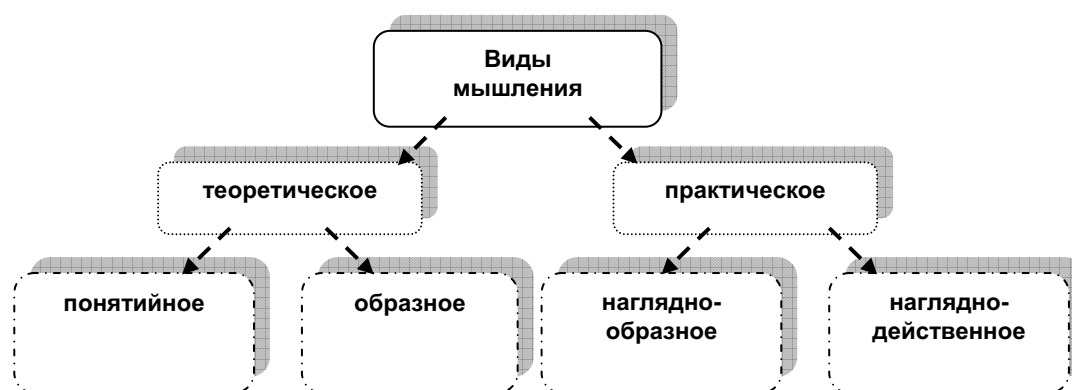 Виды
мышления
теоретическое
практическое
понятийное
образное
наглядно-
образное
наглядно-
действенное